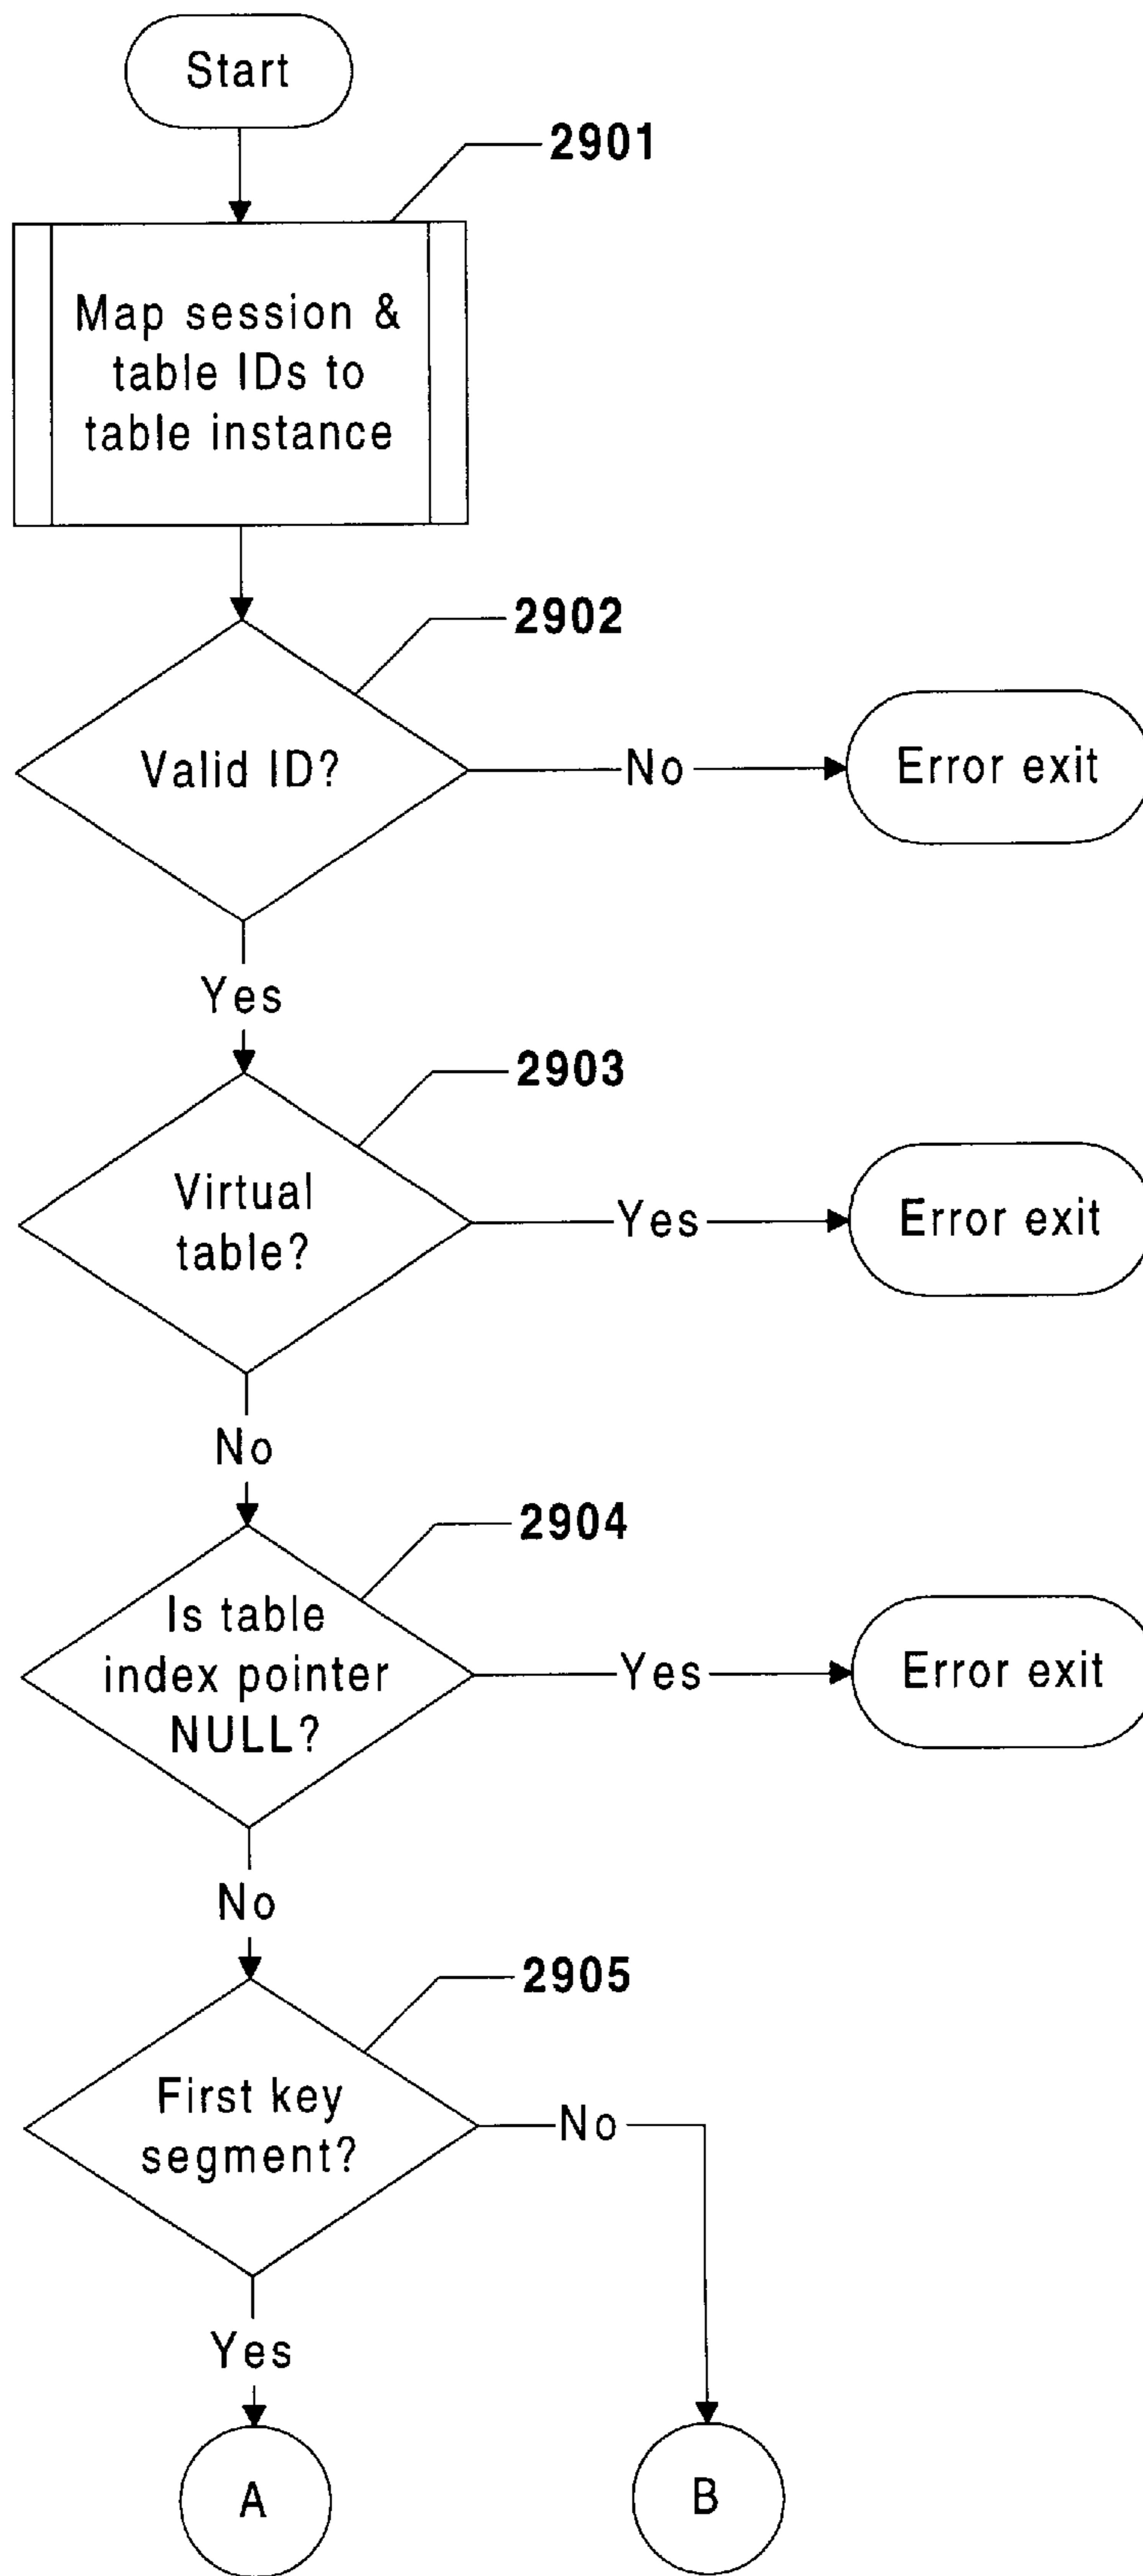 Start
2901
Map session &
table IDs to
table instance
2902
Valid ID?
No
Error exit
Yes
2903
Virtual
table?
Yes
Error exit
No
2904
Is table
index pointer
NULL?
Yes
Error exit
No
2905
First key
segment?
No
Yes
A
B